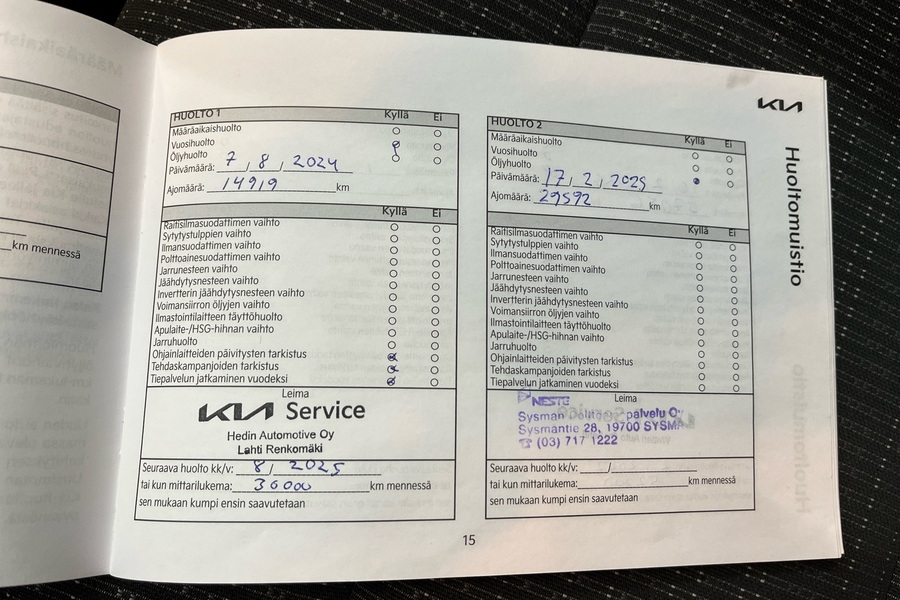 HUOLTO 1 Kyllä Ei
Määräaikaishuolto
Vuosihuolto
Öljyhuolto
Päivämäärä: 7 / 8 / 2024
Ajomäärä: 14919 km
Kyllä Ei
Raitisilmasuodattimen vaihto
Sytytystulppien vaihto
Ilmansuodattimen vaihto
Polttoainesuodattimen vaihto
Jarrunesteen vaihto
Jäähdytysnesteen vaihto
Invertterin jäähdytysnesteen vaihto
Voimansiirron öljyjen vaihto
Ilmastointilaitteen täyttöhuolto
Apulaite-/HSG-hihnan vaihto
Jarruhuolto
Ohjainlaitteiden päivitysten tarkistus
Tehdaskampanjoiden tarkistus
Tiepalvelun jatkaminen vuodeksi
Leima
KIA Service
Hedin Automotive Oy
Lahti Renkomäki
Seuraava huolto kk/v: 8 / 2025
tai kun mittarilukema: 30000 km mennessä
sen mukaan kumpi ensin saavutetaan
HUOLTO 2 Kyllä Ei
Määräaikaishuolto
Vuosihuolto
Öljyhuolto
Päivämäärä: 17 / 2 / 2025
Ajomäärä: 29592 km
Kyllä Ei
Raitisilmasuodattimen vaihto
Sytytystulppien vaihto
Ilmansuodattimen vaihto
Polttoainesuodattimen vaihto
Jarrunesteen vaihto
Jäähdytysnesteen vaihto
Invertterin jäähdytysnesteen vaihto
Voimansiirron öljyjen vaihto
Ilmastointilaitteen täyttöhuolto
Apulaite-/HSG-hihnan vaihto
Jarruhuolto
Ohjainlaitteiden päivitysten tarkistus
Tehdaskampanjoiden tarkistus
Tiepalvelun jatkaminen vuodeksi
Leima
NESTE
Sysmän palvelu Oy
Sysmäntie 28, 19700 SYSMÄ
☎ (03) 717 1222
Seuraava huolto kk/v: /
tai kun mittarilukema: km mennessä
sen mukaan kumpi ensin saavutetaan
KIA
Huoltomuistio
km mennessä
15